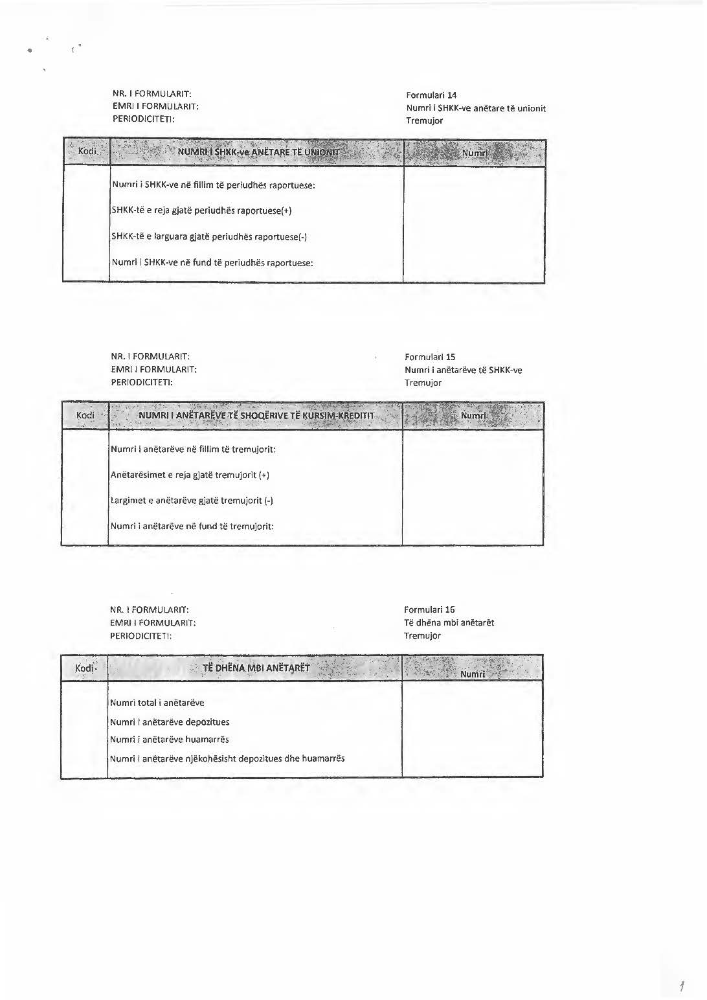 NR. I FORMULARIT: Formulari 14
EMRI I FORMULARIT: Numri i SHKK-ve anëtare të unionit
PERIODICITETI: Tremujor
Kodi NUMRI I SHKK-ve ANËTARE TË UNIONIT Numri
Numri i SHKK-ve në fillim të periudhës raportuese:
SHKK-të e reja gjatë periudhës raportuese(+)
SHKK-të e larguara gjatë periudhës raportuese(-)
Numri i SHKK-ve në fund të periudhës raportuese:
NR. I FORMULARIT: Formulari 15
EMRI I FORMULARIT: Numri i anëtarëve të SHKK-ve
PERIODICITETI: Tremujor
Kodi NUMRI I ANËTARËVE TË SHOQËRIVE TË KURSIM-KREDITIT Numri
Numri i anëtarëve në fillim të tremujorit:
Anëtarësimet e reja gjatë tremujorit (+)
Largimet e anëtarëve gjatë tremujorit (-)
Numri i anëtarëve në fund të tremujorit:
NR. I FORMULARIT: Formulari 16
EMRI I FORMULARIT: Të dhëna mbi anëtarët
PERIODICITETI: Tremujor
Kodi TË DHËNA MBI ANËTARËT Numri
Numri total i anëtarëve
Numri i anëtarëve depozitues
Numri i anëtarëve huamarrës
Numri i anëtarëve njëkohësisht depozitues dhe huamarrës
1